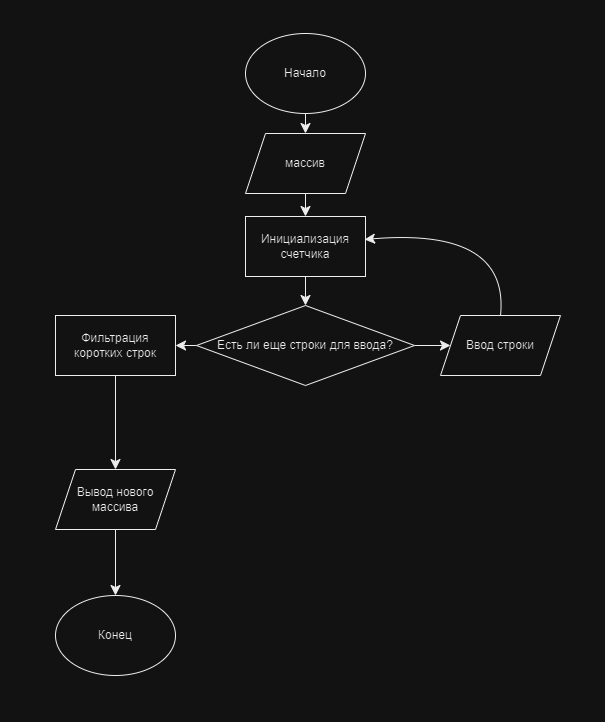 Начало
массив
Инициализация
счетчика
Фильтрация
коротких строк
Есть ли еще строки для ввода?
Ввод строки
Вывод нового
массива
Конец